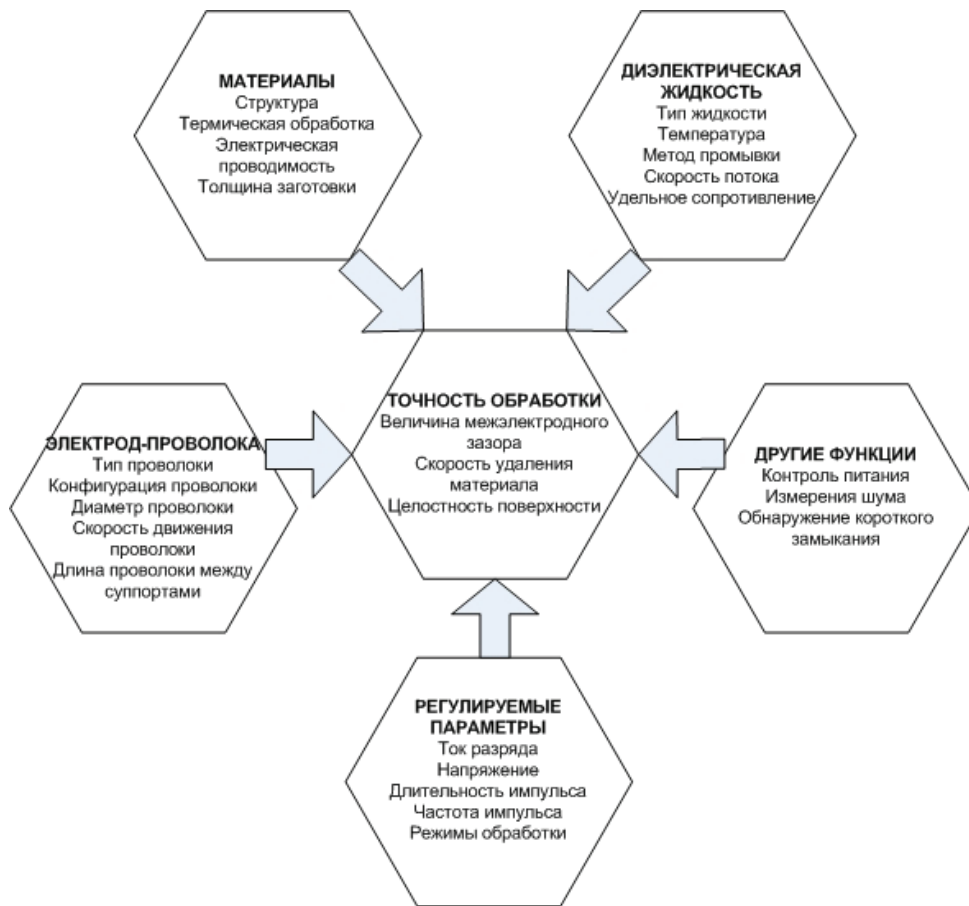 МАТЕРИАЛЫ
Структура
Термическая обработка
Электрическая
проводимость
Толщина заготовки
ДИЭЛЕКТРИЧЕСКАЯ
ЖИДКОСТЬ
Тип жидкости
Температура
Метод промывки
Скорость потока
Удельное сопротивление
ЭЛЕКТРОД-ПРОВОЛОКА
Тип проволоки
Конфигурация проволоки
Диаметр проволоки
Скорость движения
проволоки
Длина проволоки между
суппортами
ТОЧНОСТЬ ОБРАБОТКИ
Величина межэлектродного
зазора
Скорость удаления
материала
Целостность поверхности
ДРУГИЕ ФУНКЦИИ
Контроль питания
Измерения шума
Обнаружение короткого
замыкания
РЕГУЛИРУЕМЫЕ
ПАРАМЕТРЫ
Ток разряда
Напряжение
Длительность импульса
Частота импульса
Режимы обработки